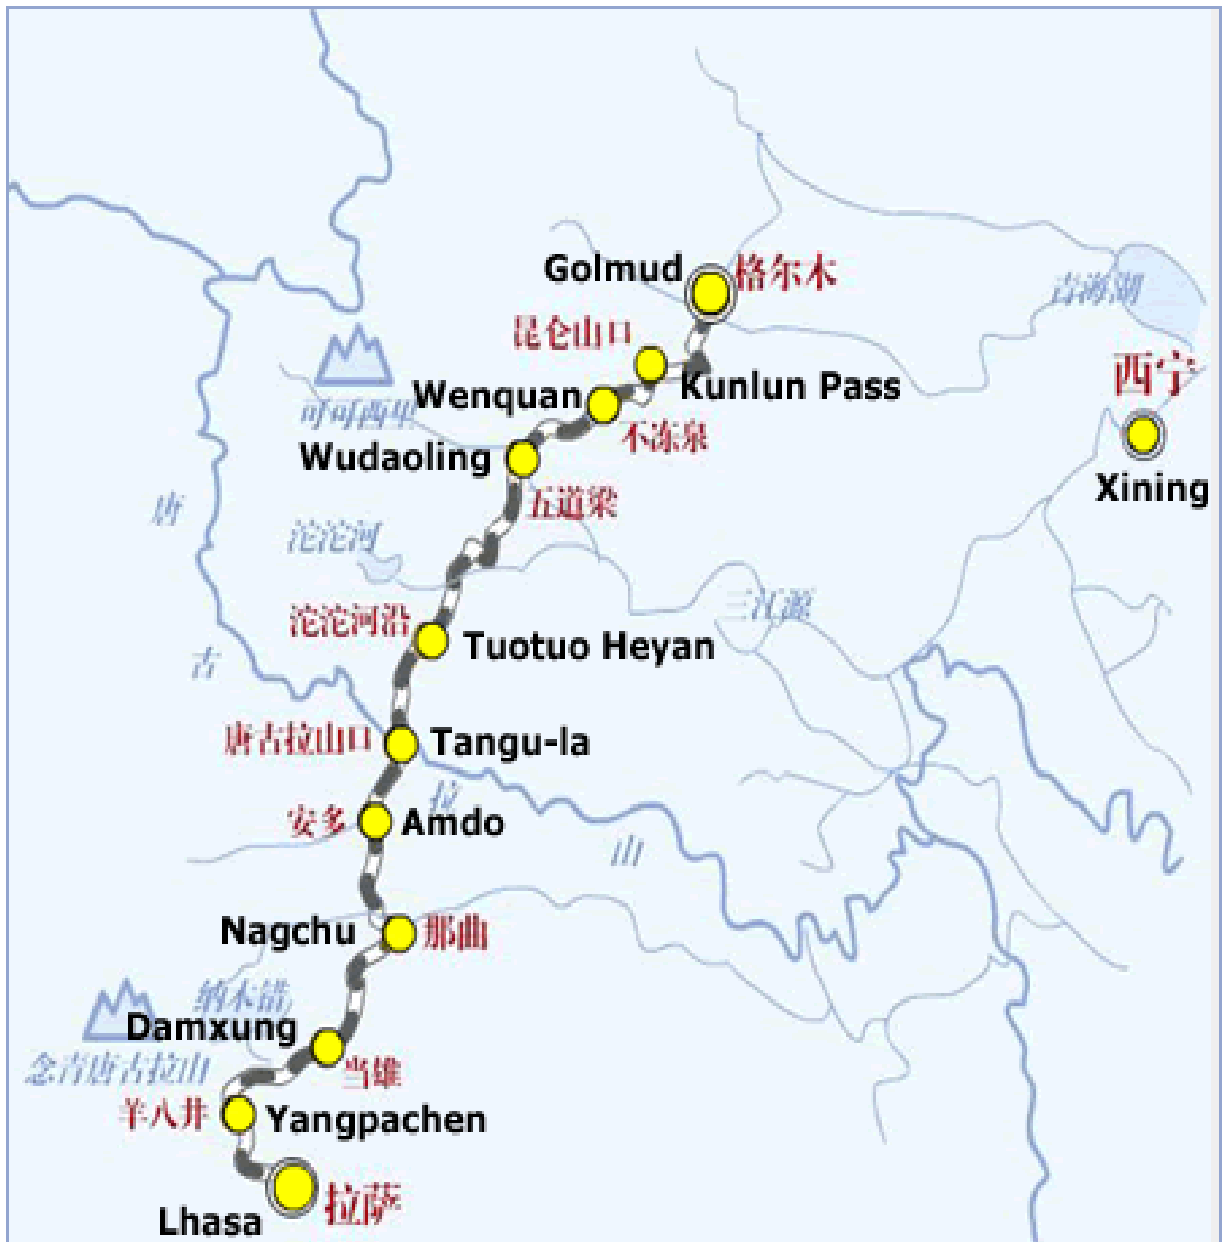 Golmud
格尔木
青海湖
昆仑山口
Kunlun Pass
西宁
Xining
可可西里
Wenquan
不冻泉
Wudaoling
五道梁
唐
沱沱河
三江源
沱沱河沿
Tuotuo Heyan
古
唐古拉山口
Tangu-la
拉
安多
Amdo
山
Nagchu
那曲
纳木错
Damxung
当雄
念青唐古拉山
羊八井
Yangpachen
拉萨
Lhasa